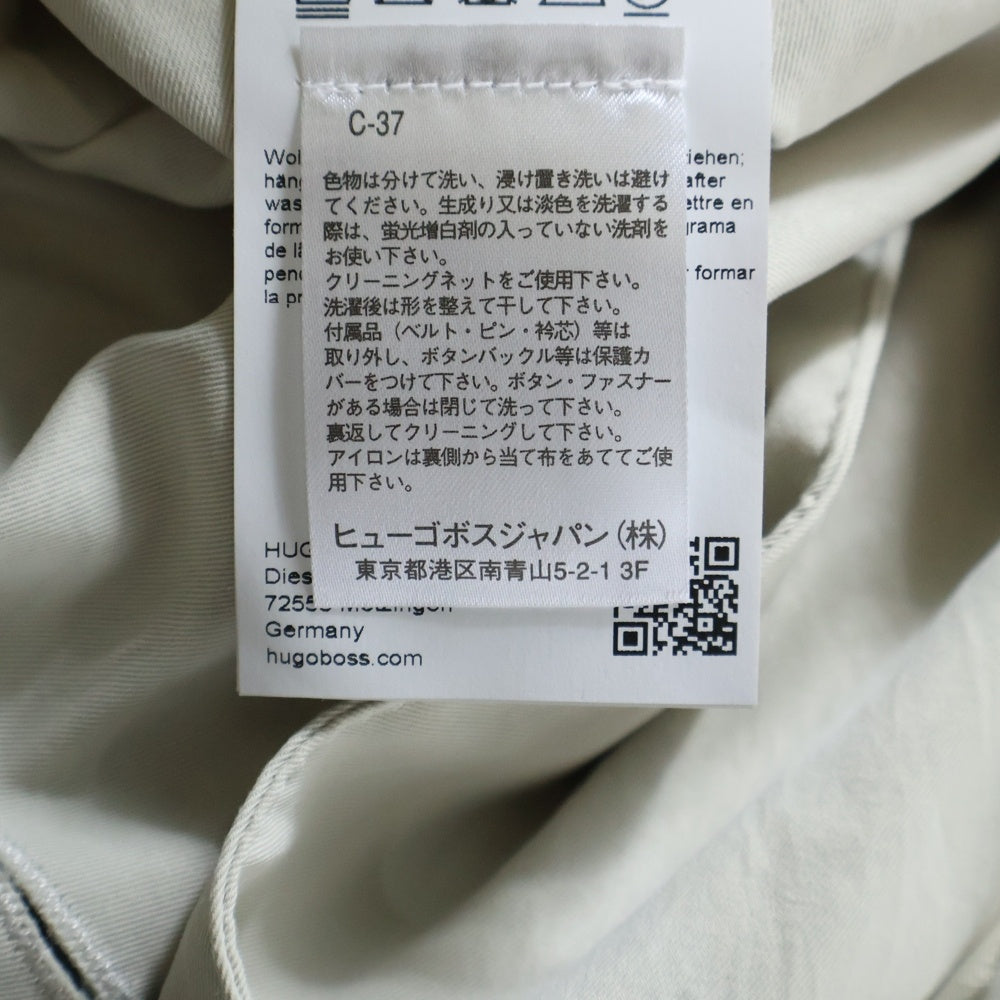 C-37
色物は分けて洗い、浸け置き洗いは避け
てください。生成り又は淡色を洗濯する
際は、蛍光増白剤の入っていない洗剤を
お使い下さい。
クリーニングネットをご使用下さい。
洗濯後は形を整えて干して下さい。
付属品（ベルト・ピン・衿芯）等は
取り外し、ボタンバックル等は保護カ
バーをつけて下さい。ボタン・ファスナー
がある場合は閉じて洗って下さい。
裏返してクリーニングして下さい。
アイロンは裏側から当て布をあててご使
用下さい。
ヒューゴボスジャパン（株）
東京都港区南青山5-2-1 3F
after
en
de
formar
la
Germany
hugoboss.com